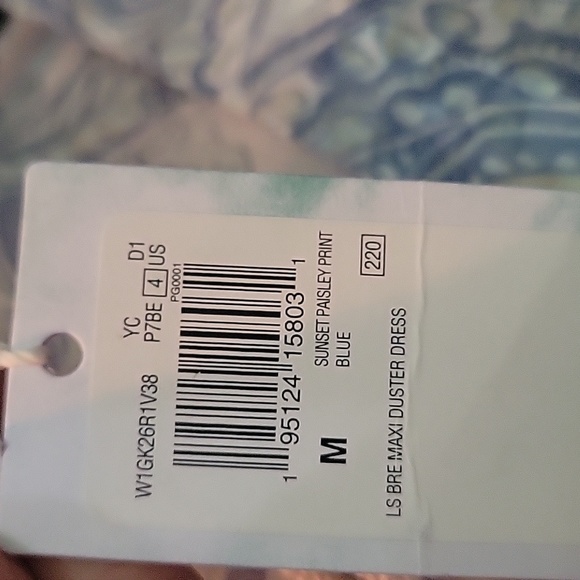 W1GK26R1V38 YC D1
P7BE 4 US
PG0001
1 95124 15803 1
M SUNSET PAISLEY PRINT
BLUE
220
LS BRE MAXI DUSTER DRESS